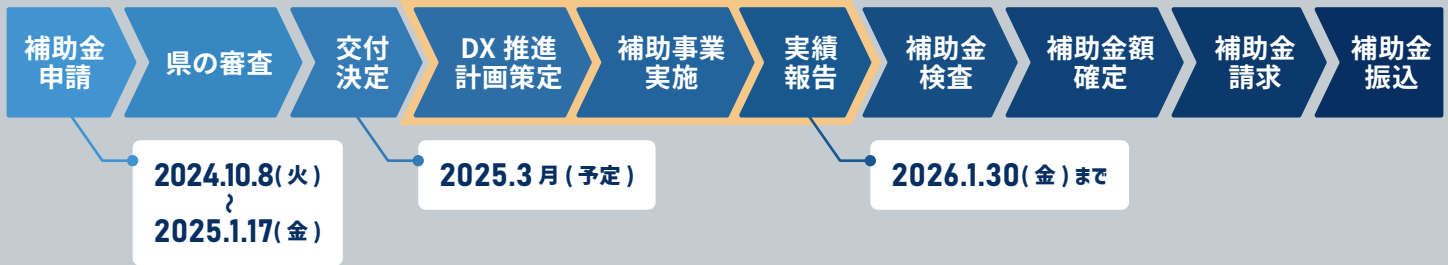 補助金
申請
県の審査
交付
決定
DX 推進
計画策定
補助事業
実施
実績
報告
補助金
検査
補助金額
確定
補助金
請求
補助金
振込
2024.10.8(火)
~
2025.1.17(金)
2025.3月(予定)
2026.1.30(金)まで